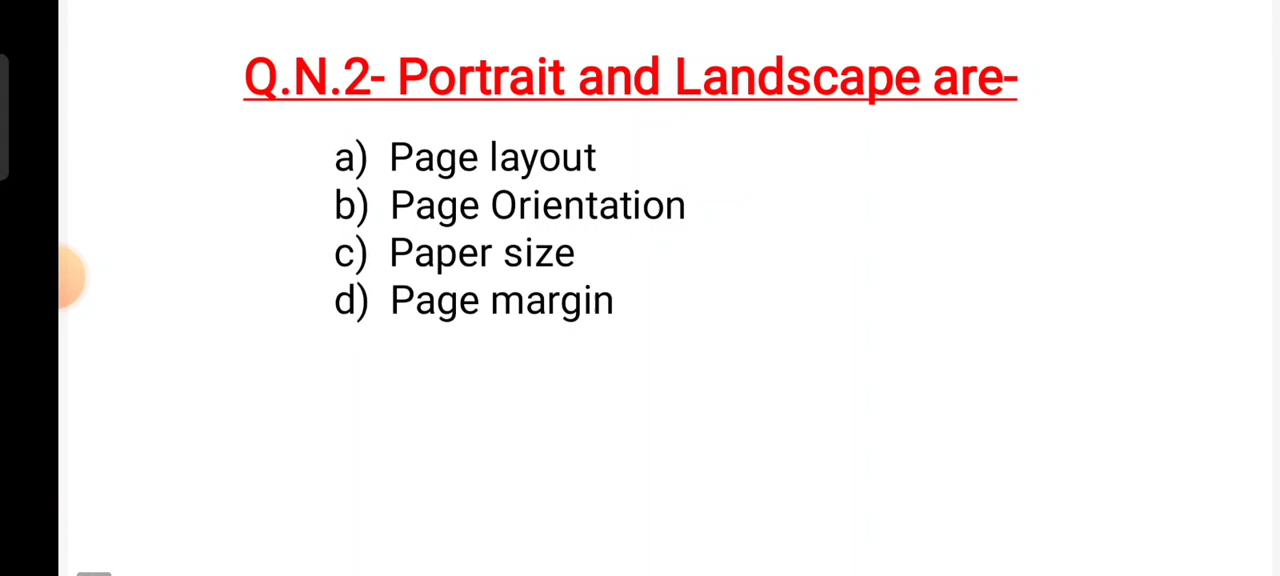 Q.N.2- Portrait and Landscape are-
a) Page layout
b) Page Orientation
c) Paper size
d) Page margin